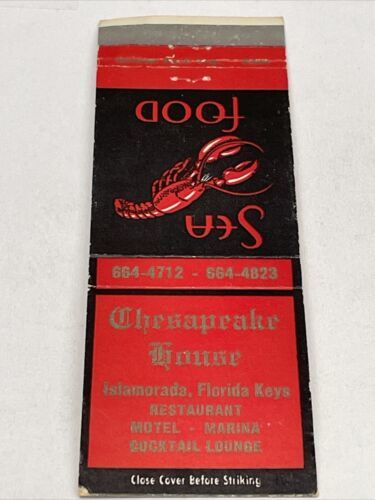 Sea
food
664-4712 - 664-4823
Chesapeake
House
Islamorada, Florida Keys
RESTAURANT
MOTEL - MARINA
COCKTAIL LOUNGE
Close Cover Before Striking